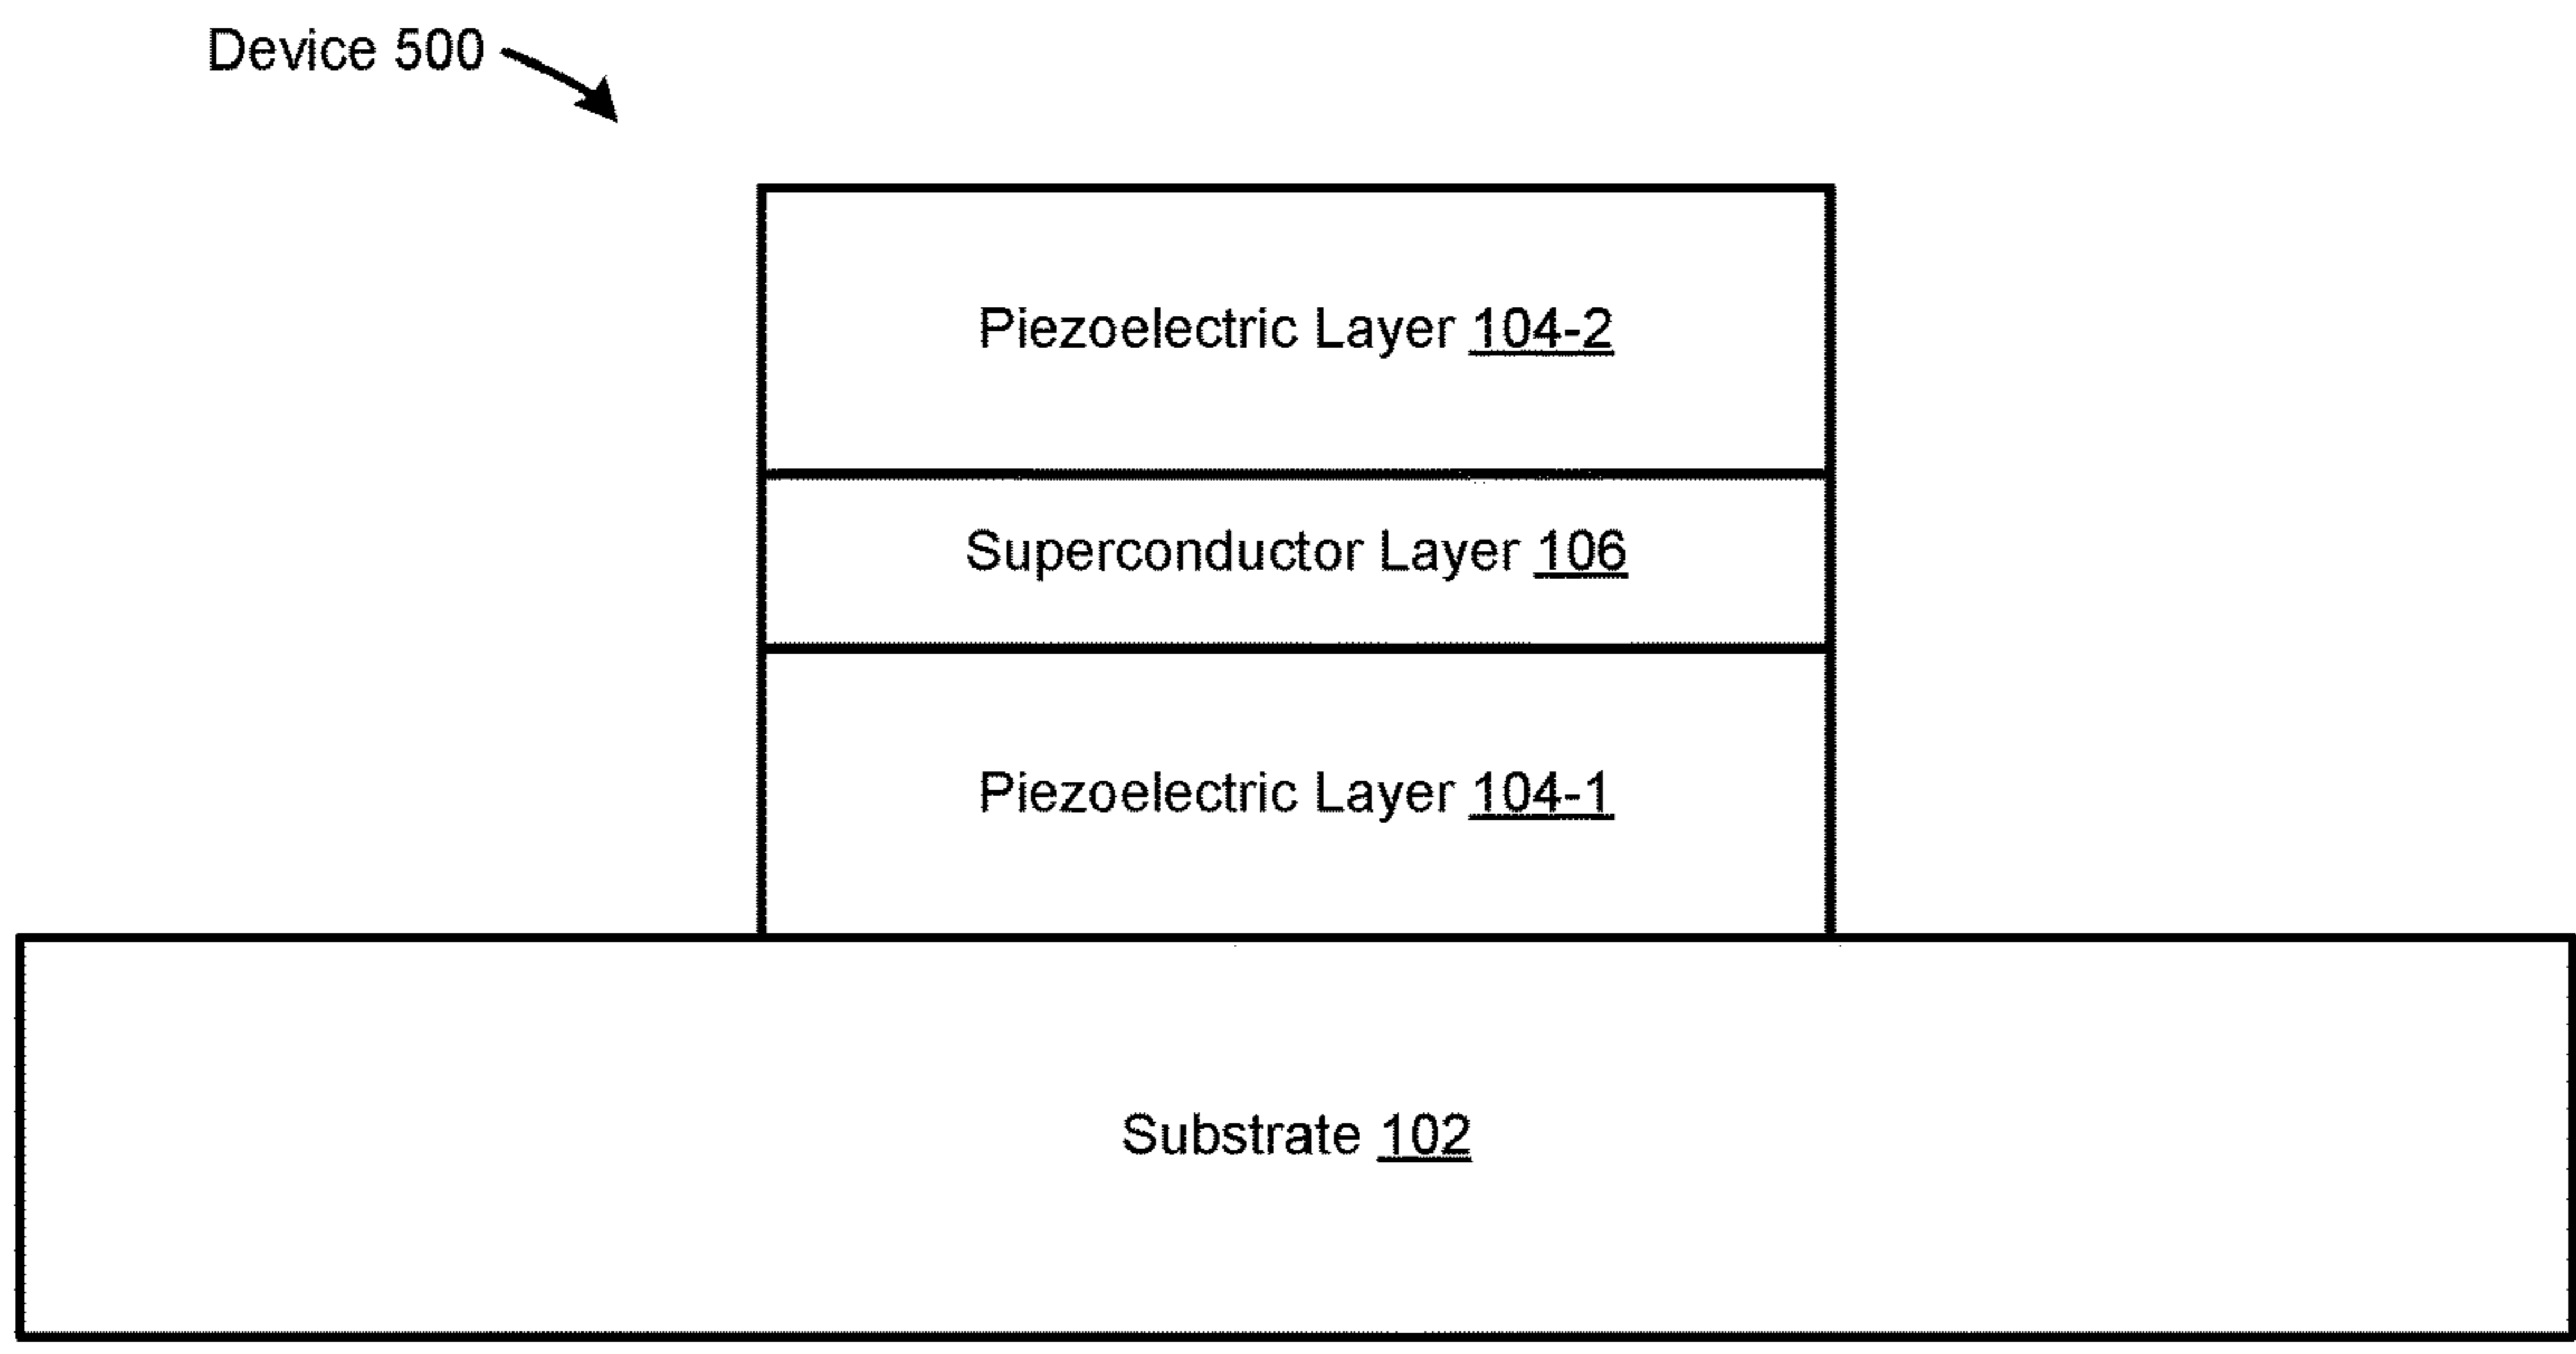 Device 500
Piezoelectric Layer 104-2
Superconductor Layer 106
Piezoelectric Layer 104-1
Substrate 102